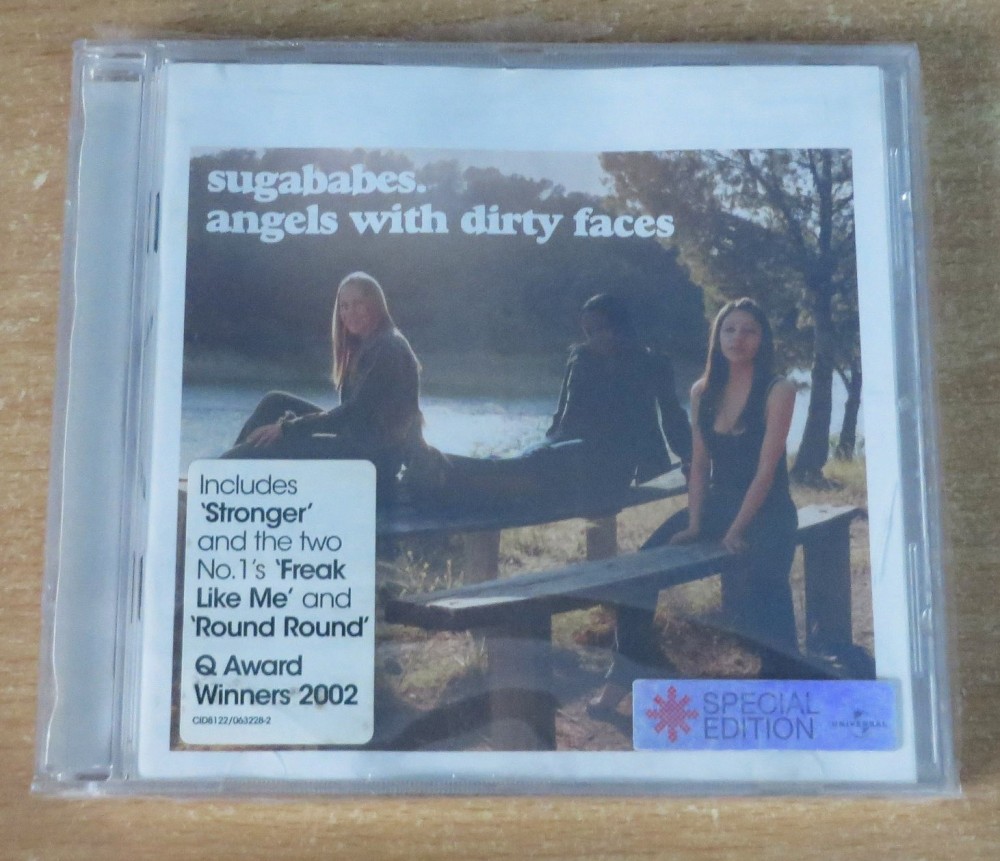 sugababes.
angels with dirty faces
Includes
'Stronger'
and the two
No.1's 'Freak
Like Me' and
'Round Round'
Q Award
Winners 2002
CID8122/063228-2
SPECIAL
EDITION
UNIVERSAL